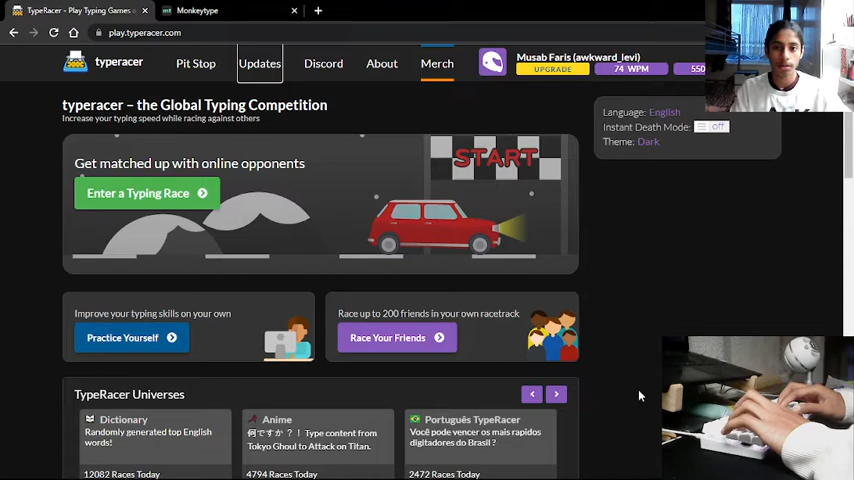 TypeRacer - Play Typing Games a
Monkeytype
play.typeracer.com
typeracer
Pit Stop
Updates
Discord
About
Merch
Musab Faris (awkward_levi)
UPGRADE
74 WPM
550
typeracer – the Global Typing Competition
Increase your typing speed while racing against others
Language: English
Instant Death Mode: off
Theme: Dark
Get matched up with online opponents
Enter a Typing Race
START
Improve your typing skills on your own
Practice Yourself
Race up to 200 friends in your own racetrack
Race Your Friends
TypeRacer Universes
Dictionary
Randomly generated top English
words!
12082 Races Today
Anime
何ですか ? ! Type content from
Tokyo Ghoul to Attack on Titan.
4794 Races Today
Português TypeRacer
Você pode vencer os mais rapidos
digitadores do Brasil ?
2472 Races Today